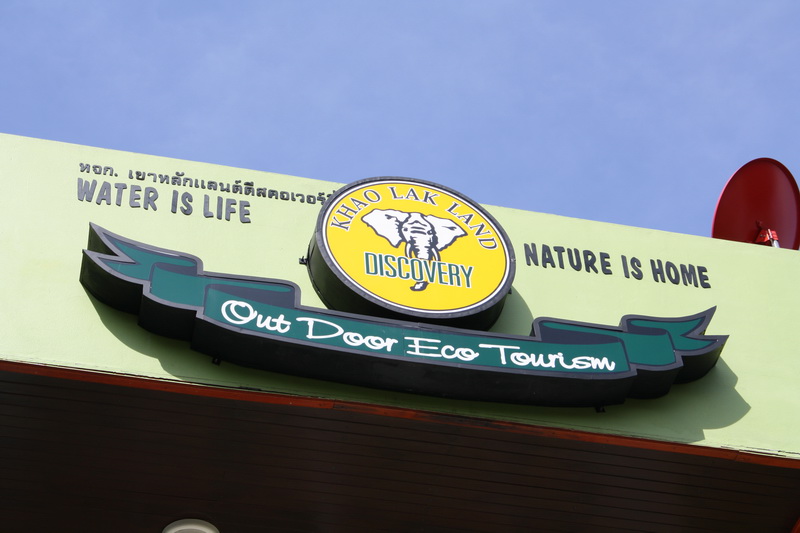 หจก. เขาหลักแลนด์ดีสคอเวอร์
WATER IS LIFE
KHAO LAK LAND
DISCOVERY
NATURE IS HOME
Out Door Eco Tourism